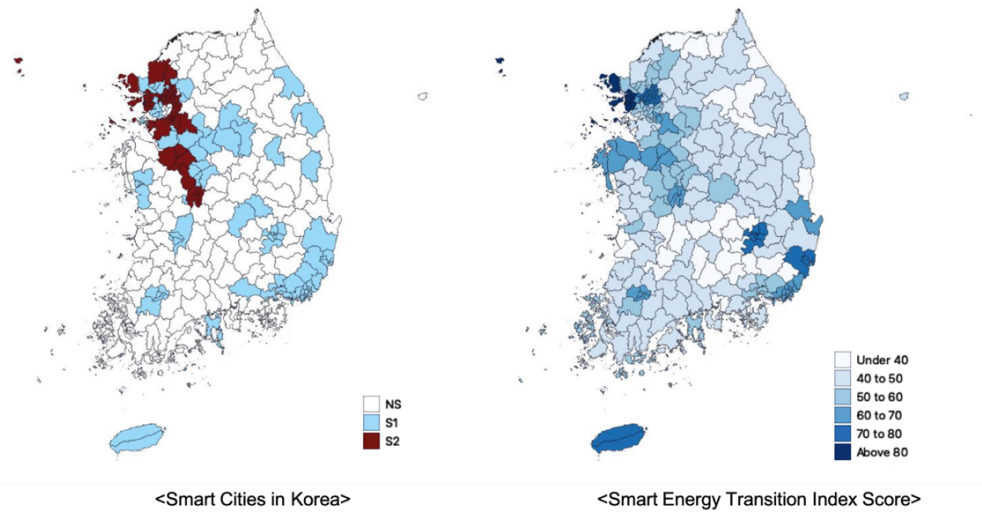 NS
S1
S2
Under 40
40 to 50
50 to 60
60 to 70
70 to 80
Above 80
<Smart Cities in Korea>
<Smart Energy Transition Index Score>